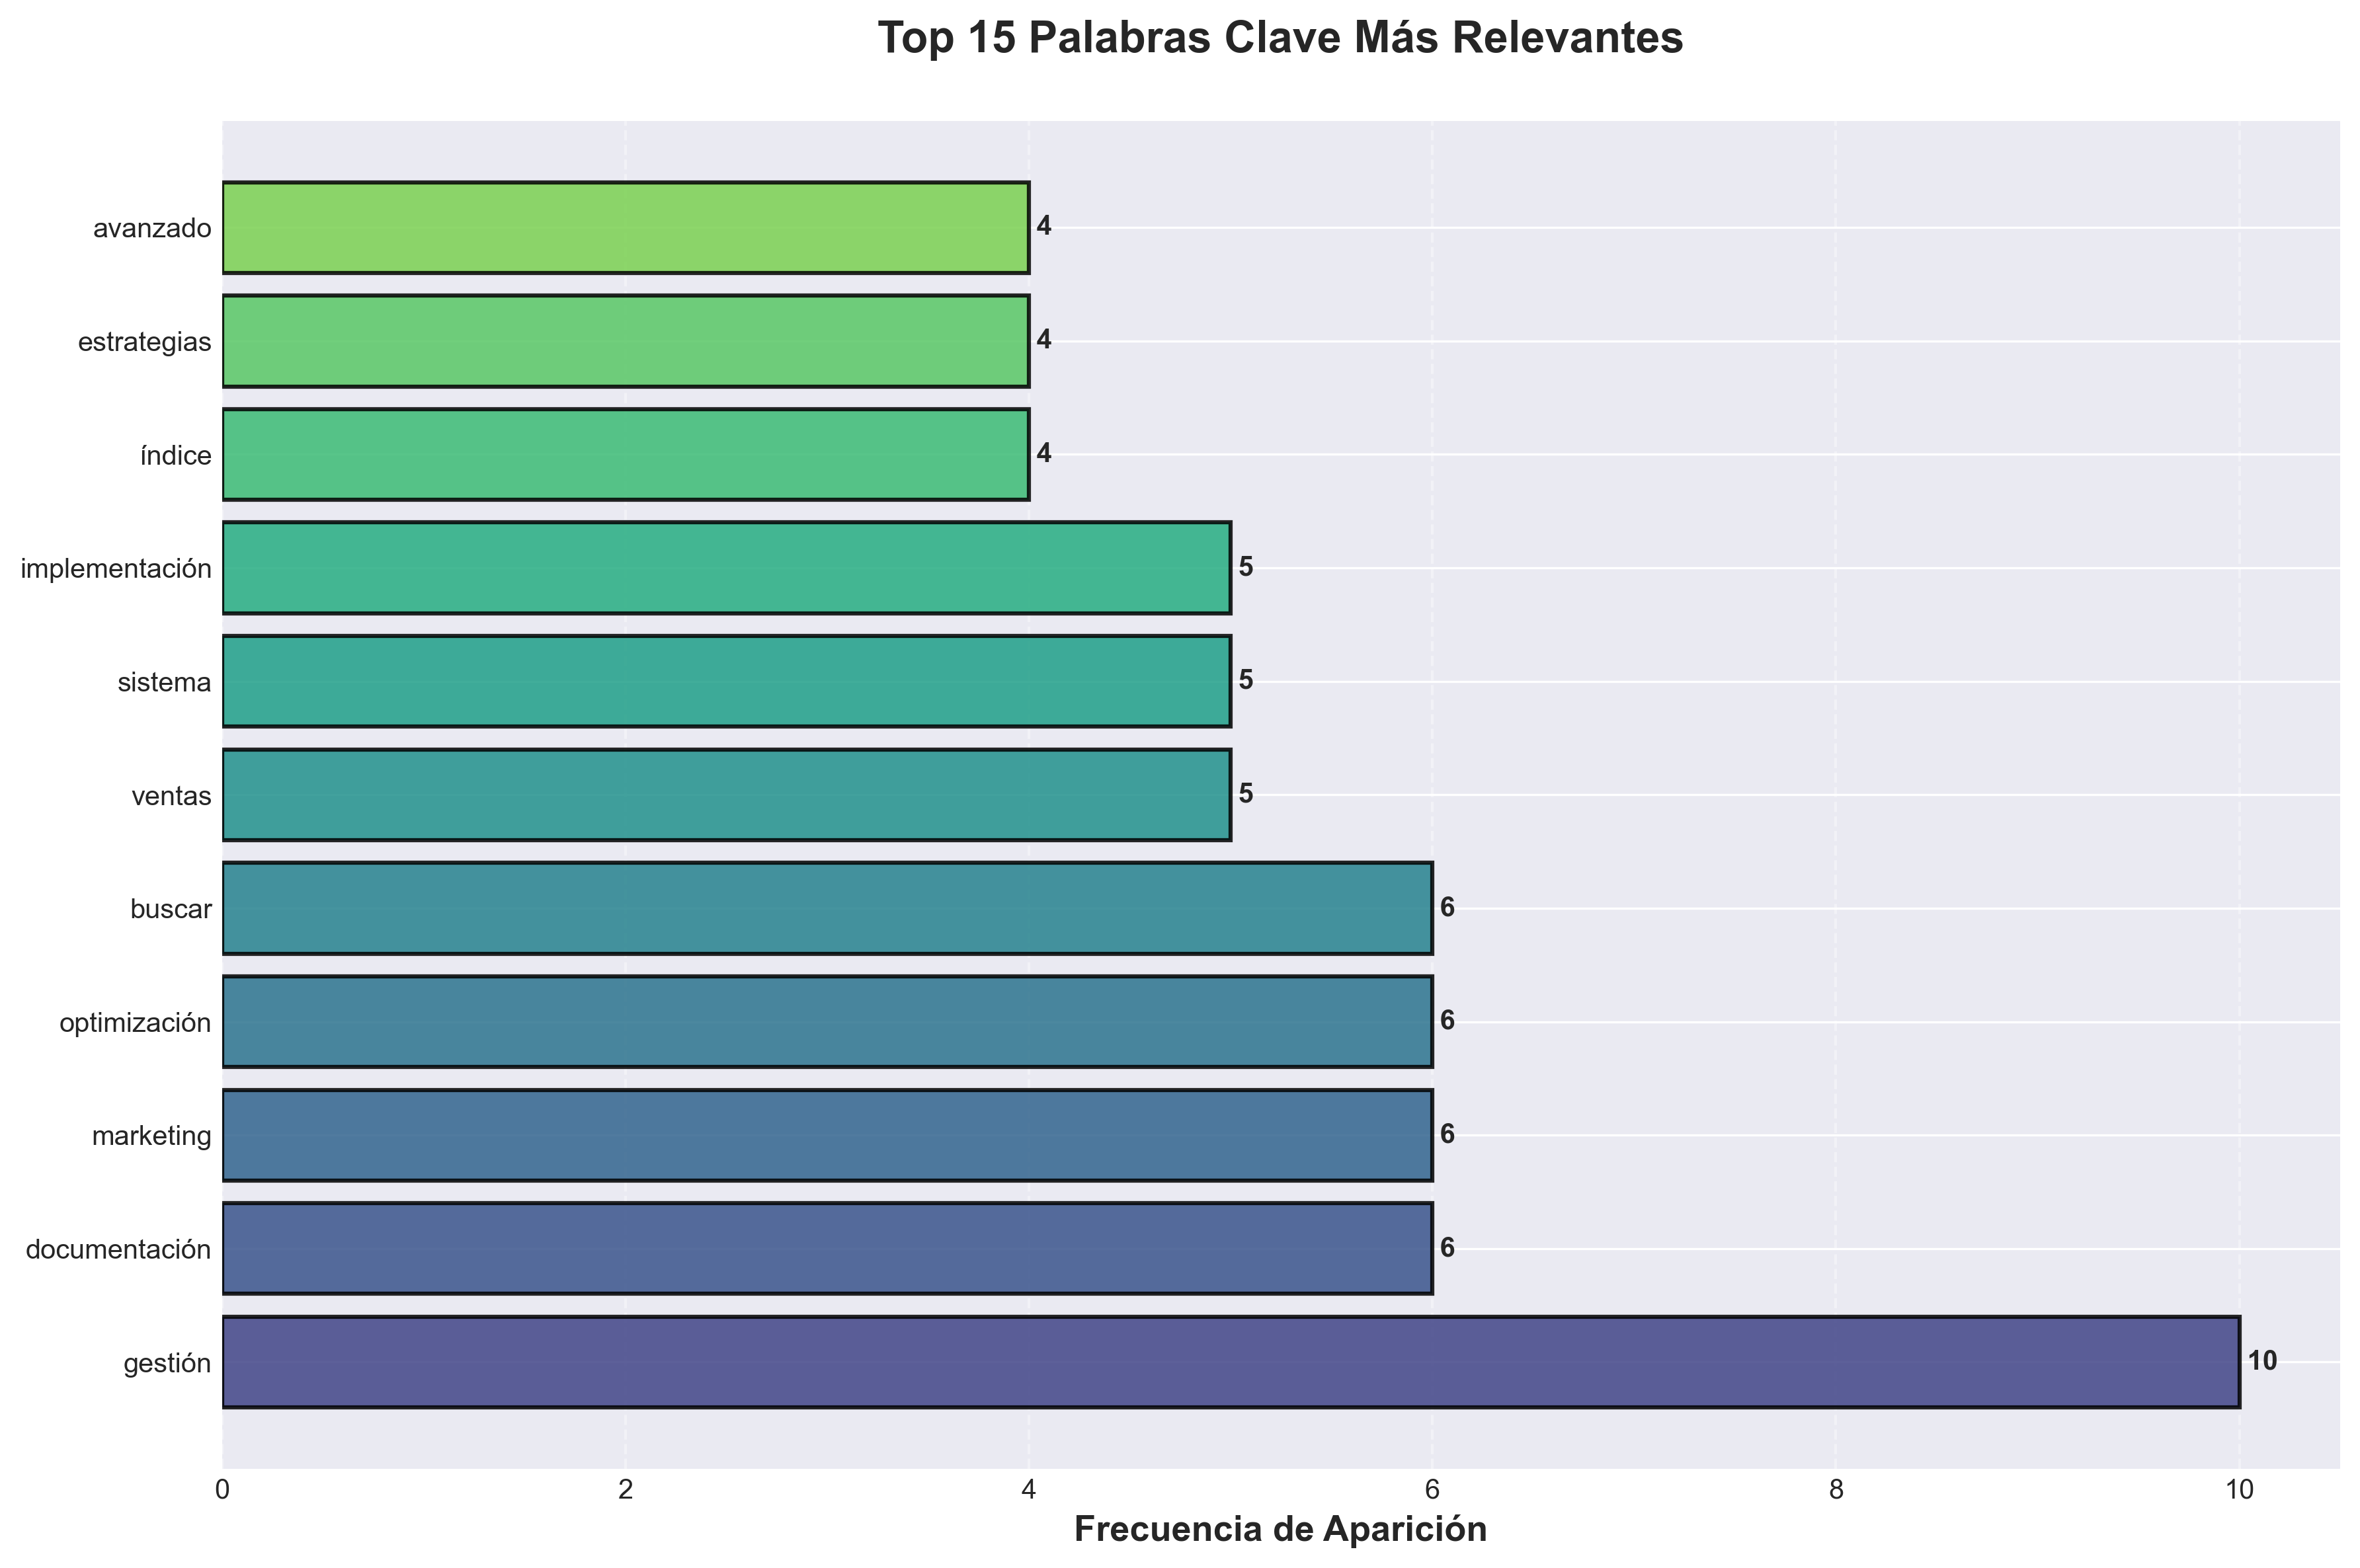 Top 15 Palabras Clave Más Relevantes
avanzado 4
estrategias 4
índice 4
implementación 5
sistema 5
ventas 5
buscar 6
optimización 6
marketing 6
documentación 6
gestión 10
0 2 4 6 8 10
Frecuencia de Aparición